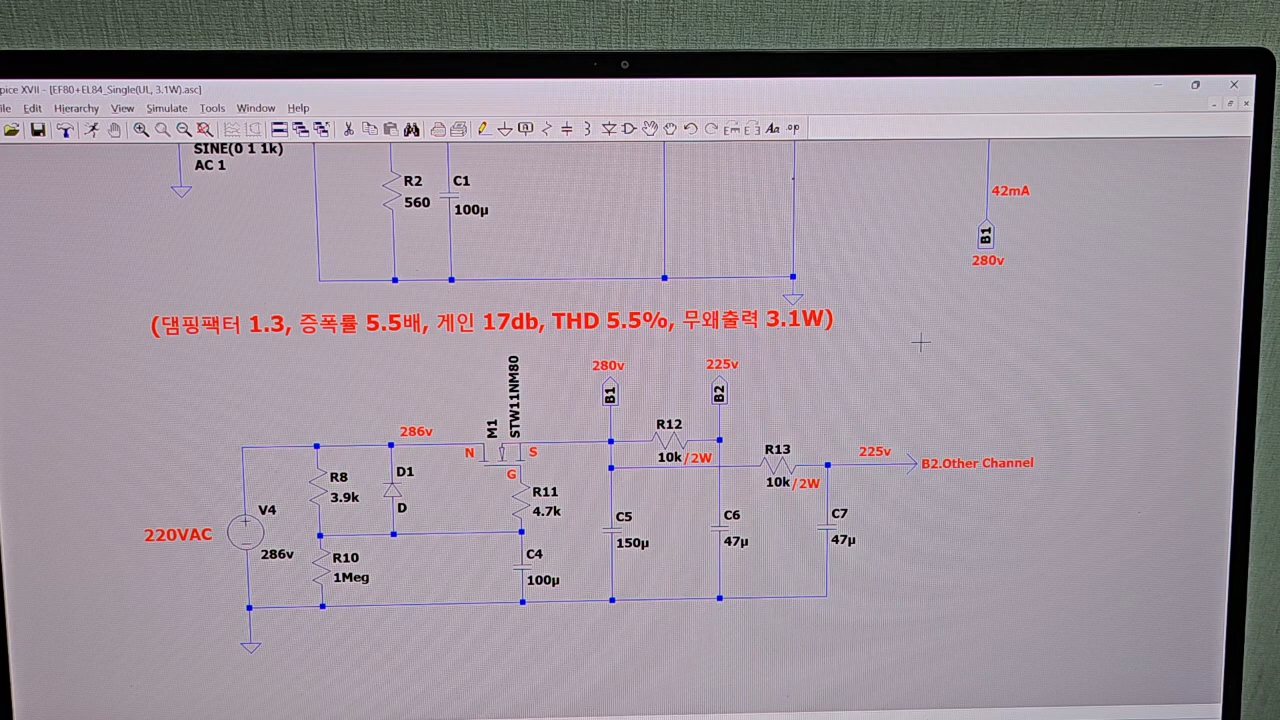 pice XVII - [EF80+EL84_Single(UL, 3.1W).asc]
ile Edit Hierarchy View Simulate Tools Window Help
SINE(0 1 1k)
AC 1
R2
560
C1
100µ
42mA
B1
280v
(댐핑팩터 1.3, 증폭률 5.5배, 게인 17db, THD 5.5%, 무왜출력 3.1W)
280v
B1
225v
B2
M1
STW11NM80
286v
N
S
G
R12
10k/2W
R13
10k/2W
225v
B2.Other Channel
R8
3.9k
D1
D
R11
4.7k
220VAC
V4
286v
R10
1Meg
C4
100µ
C5
150µ
C6
47µ
C7
47µ